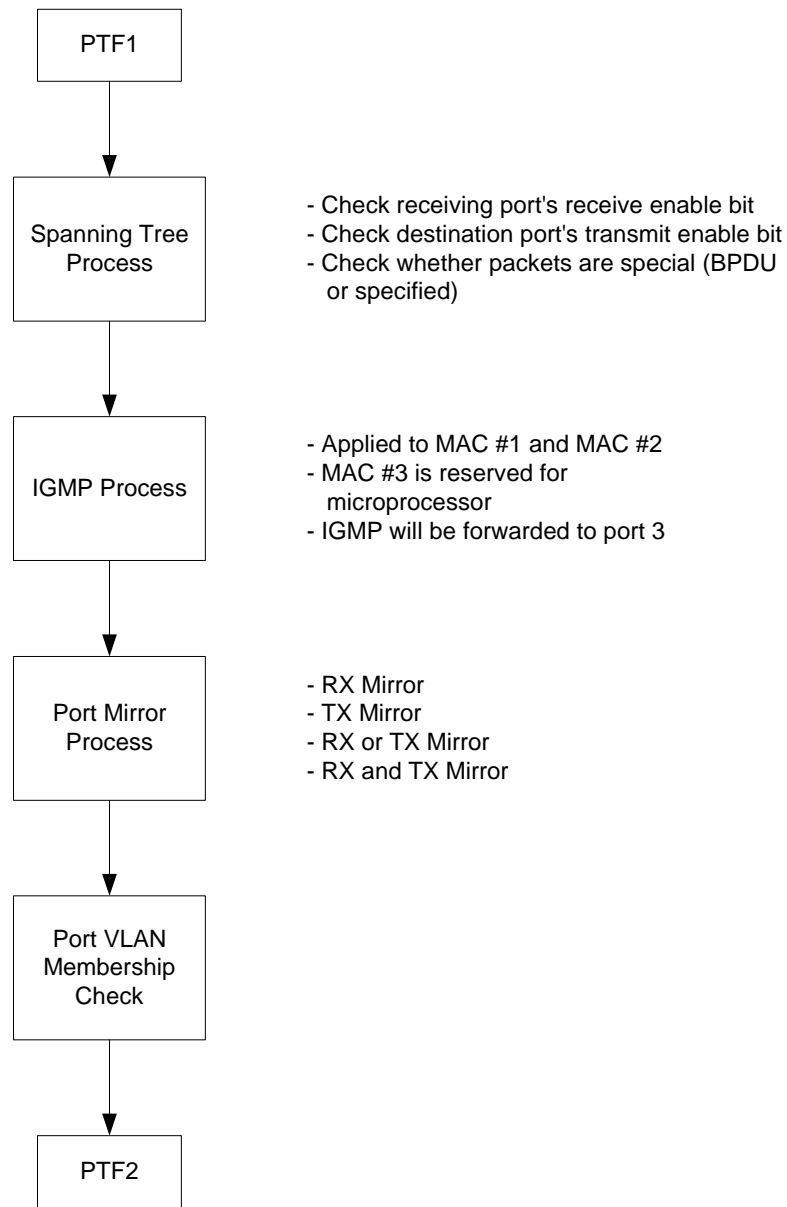 PTF1
Spanning Tree
Process
- Check receiving port's receive enable bit
- Check destination port's transmit enable bit
- Check whether packets are special (BPDU
or specified)
IGMP Process
- Applied to MAC #1 and MAC #2
- MAC #3 is reserved for
microprocessor
- IGMP will be forwarded to port 3
Port Mirror
Process
- RX Mirror
- TX Mirror
- RX or TX Mirror
- RX and TX Mirror
Port VLAN
Membership
Check
PTF2